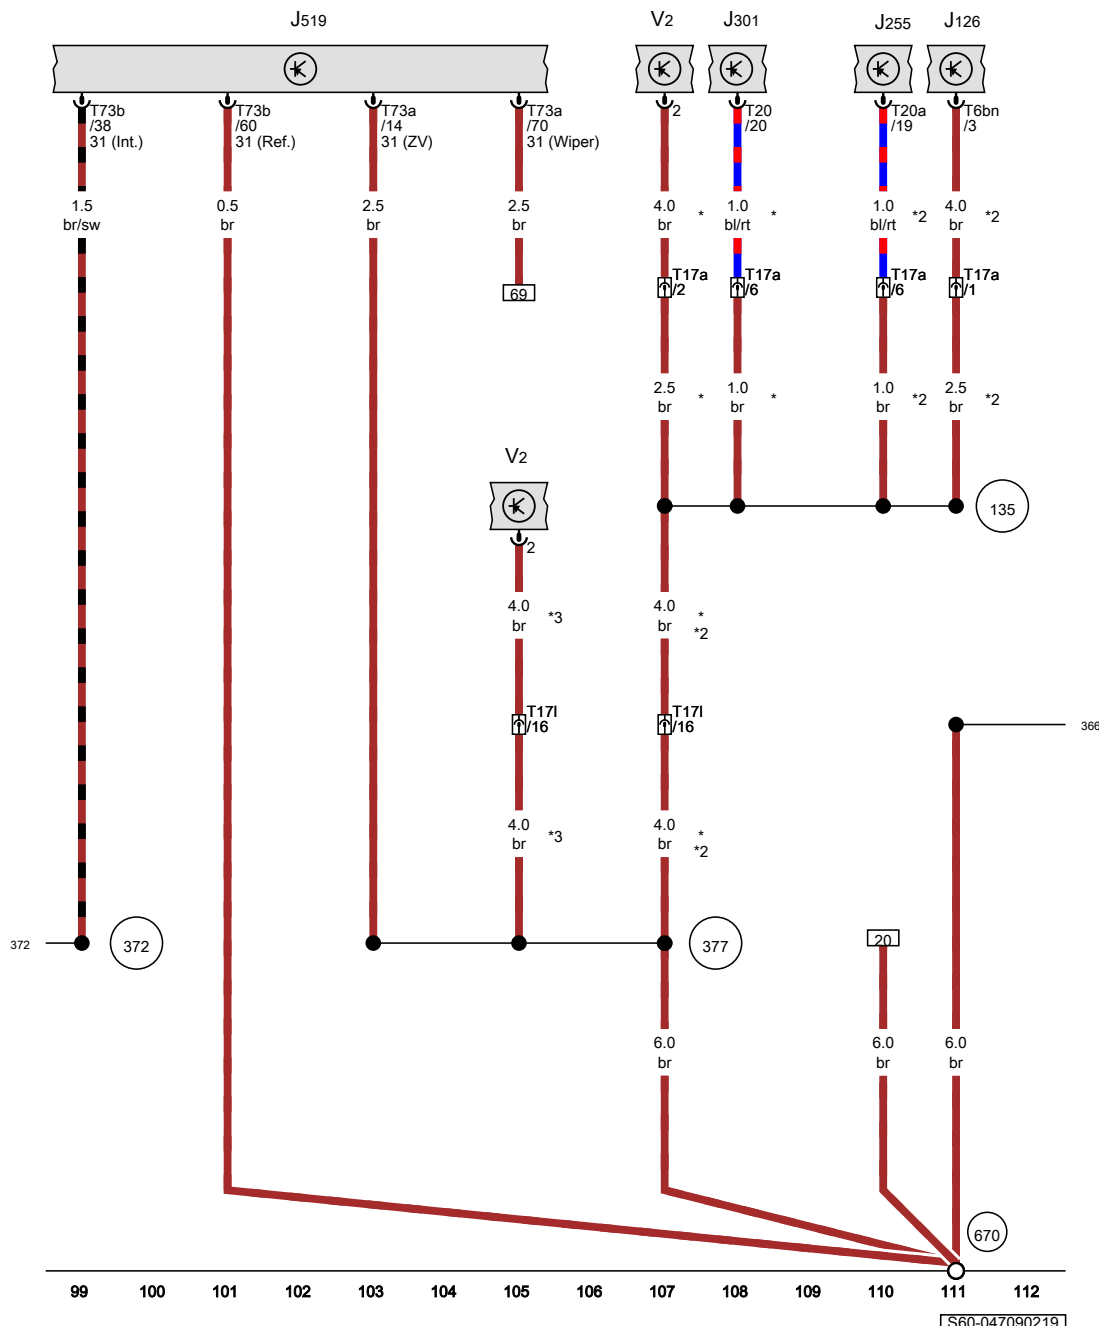 J519
V2
J301
J255
J126
T73b
/38
31 (Int.)
T73b
/60
31 (Ref.)
T73a
/14
31 (ZV)
T73a
/70
31 (Wiper)
2
T20
/20
T20a
/19
T6bn
/3
1.5
br/sw
0.5
br
2.5
br
2.5
br
4.0
br
*
1.0
bl/rt
*
1.0
bl/rt
*2
4.0
br
*2
69
T17a
/2
T17a
/6
T17a
/6
T17a
/1
2.5
br
*
1.0
br
*
1.0
br
*2
2.5
br
*2
V2
2
135
4.0
br
*3
4.0
br
*
*2
T17l
/16
T17l
/16
366
4.0
br
*3
4.0
br
*
*2
372
372
377
20
6.0
br
6.0
br
6.0
br
670
99 100 101 102 103 104 105 106 107 108 109 110 111 112
S60-047090219